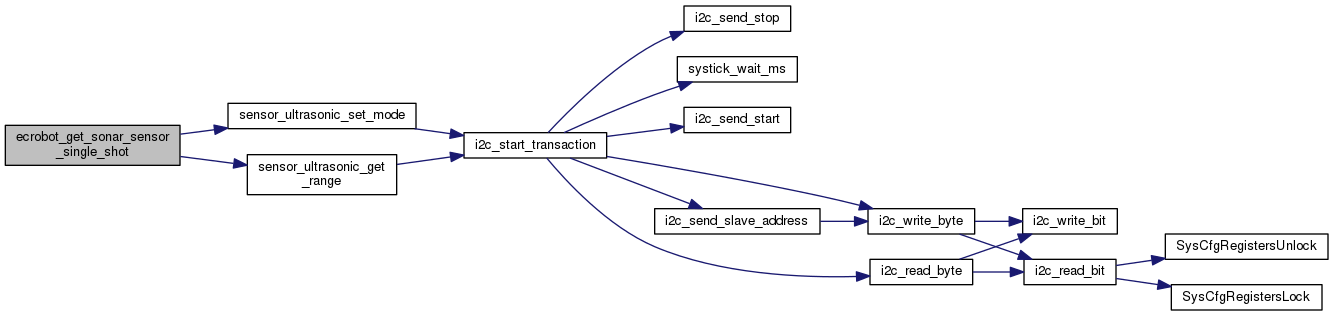 ecrobot_get_sonar_sensor
_single_shot
sensor_ultrasonic_set_mode
sensor_ultrasonic_get
_range
i2c_start_transaction
i2c_send_stop
systick_wait_ms
i2c_send_start
i2c_send_slave_address
i2c_write_byte
i2c_read_byte
i2c_write_bit
i2c_read_bit
SysCfgRegistersUnlock
SysCfgRegistersLock